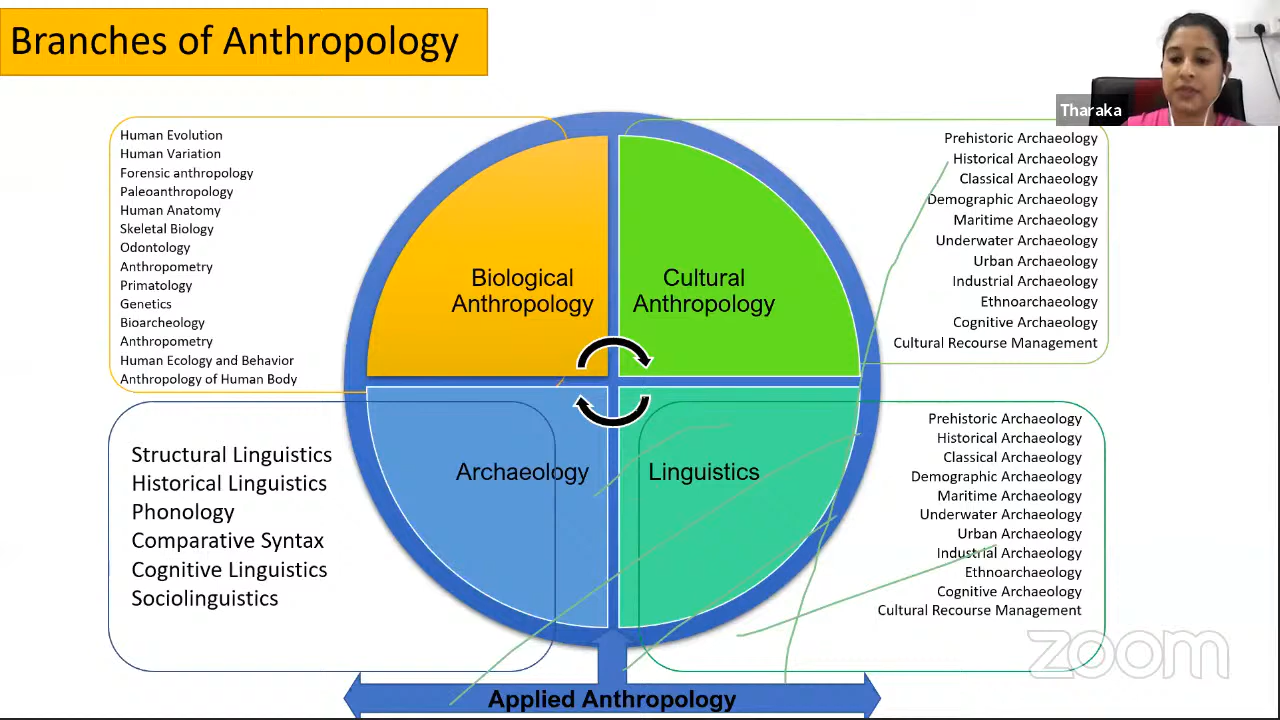 Branches of Anthropology
Tharaka
Human Evolution
Human Variation
Forensic anthropology
Paleoanthropology
Human Anatomy
Skeletal Biology
Odontology
Anthropometry
Primatology
Genetics
Bioarcheology
Anthropometry
Human Ecology and Behavior
Anthropology of Human Body
Biological
Anthropology
Cultural
Anthropology
Prehistoric Archaeology
Historical Archaeology
Classical Archaeology
Demographic Archaeology
Maritime Archaeology
Underwater Archaeology
Urban Archaeology
Industrial Archaeology
Ethnoarchaeology
Cognitive Archaeology
Cultural Recourse Management
Structural Linguistics
Historical Linguistics
Phonology
Comparative Syntax
Cognitive Linguistics
Sociolinguistics
Archaeology
Linguistics
Prehistoric Archaeology
Historical Archaeology
Classical Archaeology
Demographic Archaeology
Maritime Archaeology
Underwater Archaeology
Urban Archaeology
Industrial Archaeology
Ethnoarchaeology
Cognitive Archaeology
Cultural Recourse Management
zoom
Applied Anthropology